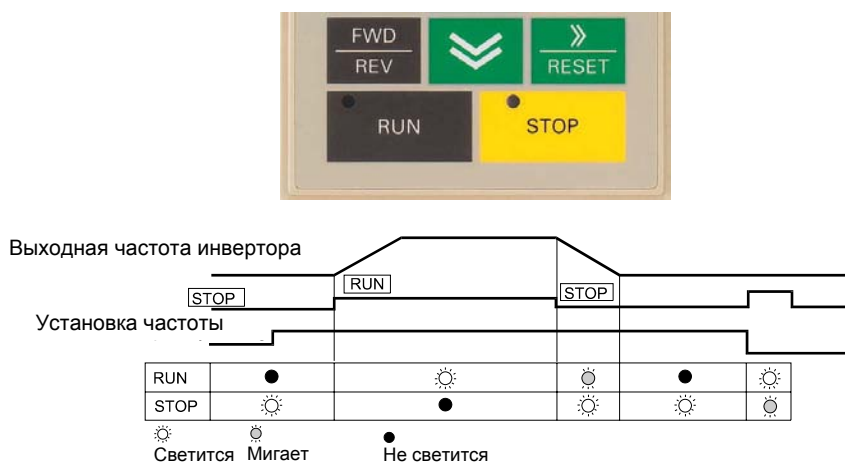 FWD
REV
RESET
RUN
STOP
Выходная частота инвертора
RUN
STOP
STOP
Установка частоты
RUN
STOP
Светится Мигает Не светится